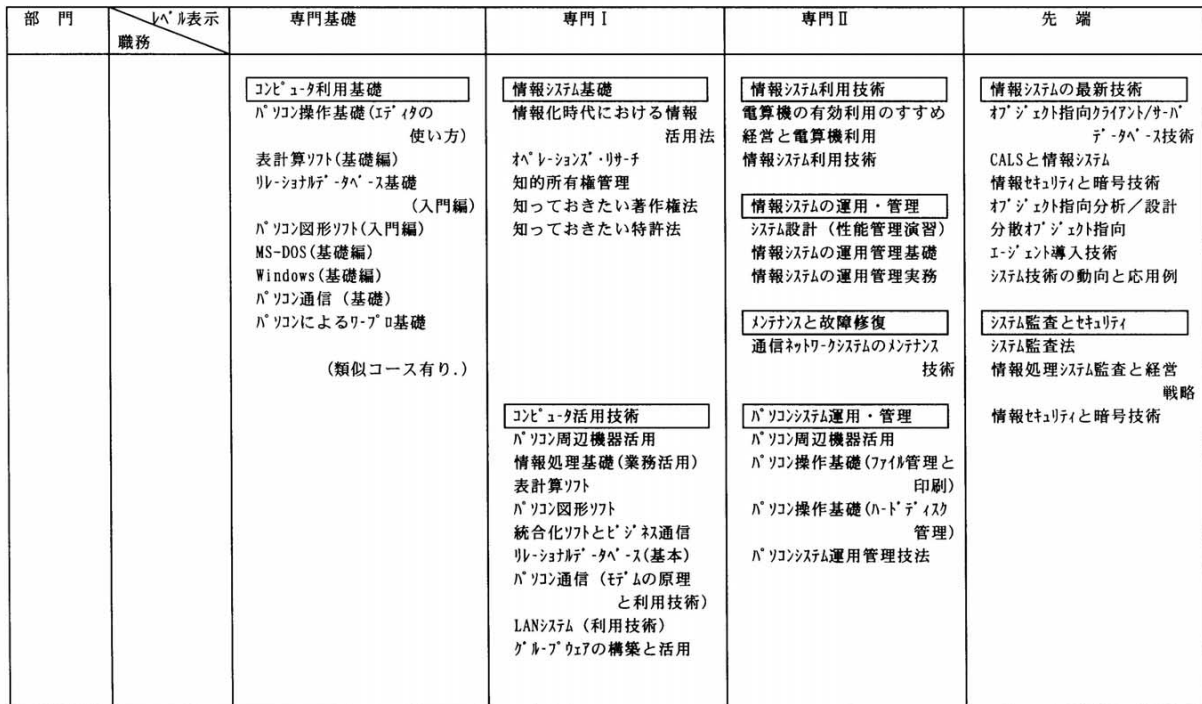 部 門
レベル表示
職務
専門基礎
専門Ⅰ
専門Ⅱ
先 端
コンピュータ利用基礎
パソコン操作基礎(エディタの
使い方)
表計算ソフト(基礎編)
リレーショナルデータベース基礎
(入門編)
パソコン図形ソフト(入門編)
MS-DOS(基礎編)
Windows(基礎編)
パソコン通信（基礎）
パソコンによるワープロ基礎
(類似コース有り.)
情報システム基礎
情報化時代における情報
活用法
オペレーションズ・リサーチ
知的所有権管理
知っておきたい著作権法
知っておきたい特許法
コンピュータ活用技術
パソコン周辺機器活用
情報処理基礎(業務活用)
表計算ソフト
パソコン図形ソフト
統合化ソフトとビジネス通信
リレーショナルデータベース(基本)
パソコン通信（モデムの原理
と利用技術）
LANシステム（利用技術）
グループウェアの構築と活用
情報システム利用技術
電算機の有効利用のすすめ
経営と電算機利用
情報システム利用技術
情報システムの運用・管理
システム設計（性能管理演習）
情報システムの運用管理基礎
情報システムの運用管理実務
メンテナンスと故障修復
通信ネットワークシステムのメンテナンス
技術
パソコンシステム運用・管理
パソコン周辺機器活用
パソコン操作基礎(ファイル管理と
印刷)
パソコン操作基礎(ハードディスク
管理)
パソコンシステム運用管理技法
情報システムの最新技術
オブジェクト指向クライアント/サーバ
データベース技術
CALSと情報システム
情報セキュリティと暗号技術
オブジェクト指向分析／設計
分散オブジェクト指向
エージェント導入技術
システム技術の動向と応用例
システム監査とセキュリティ
システム監査法
情報処理システム監査と経営
戦略
情報セキュリティと暗号技術